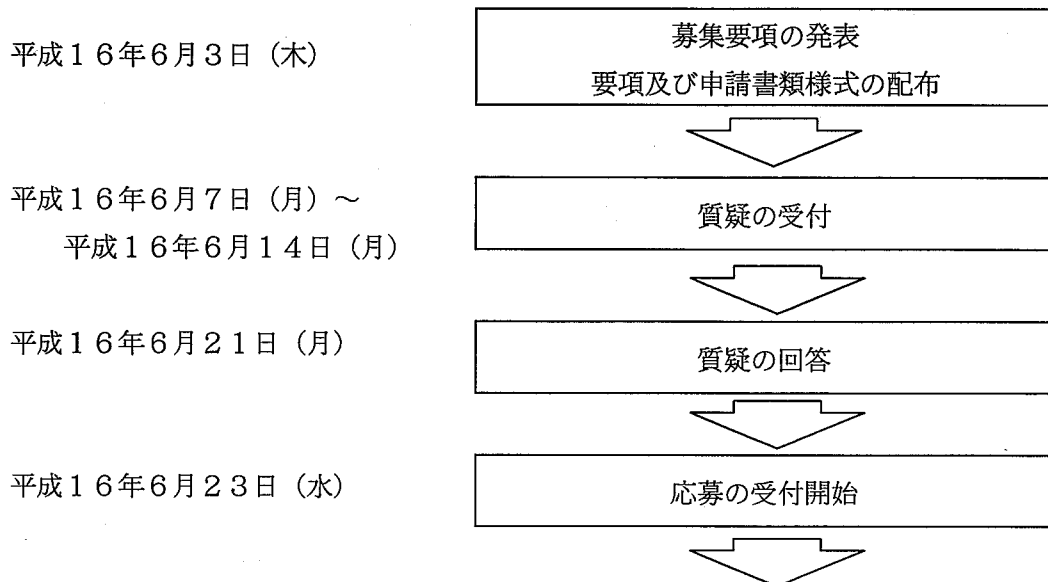 平成１６年６月３日（木）
募集要項の発表
要項及び申請書類様式の配布
平成１６年６月７日（月）～
平成１６年６月１４日（月）
質疑の受付
平成１６年６月２１日（月）
質疑の回答
平成１６年６月２３日（水）
応募の受付開始